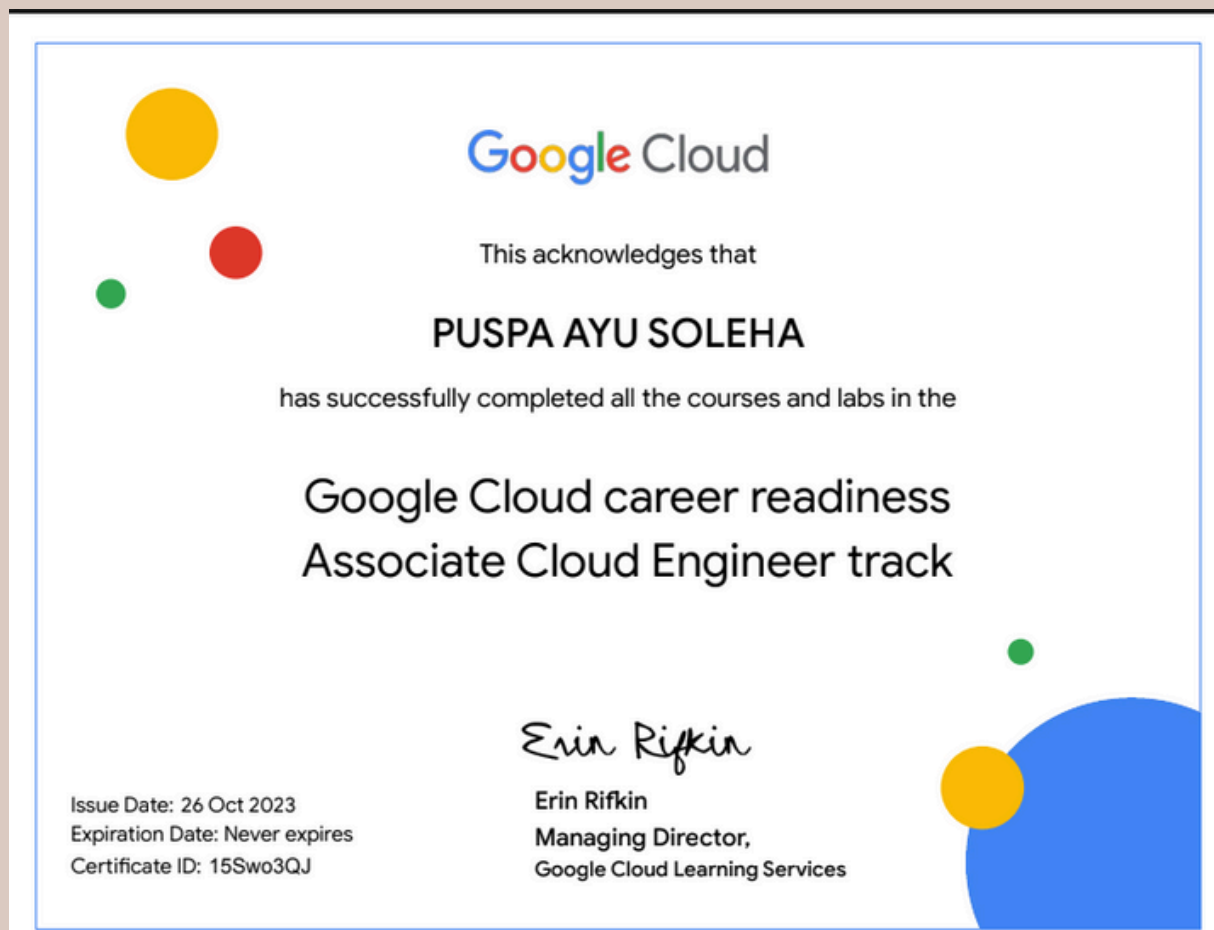 Google Cloud
This acknowledges that
PUSPA AYU SOLEHA
has successfully completed all the courses and labs in the
Google Cloud career readiness
Associate Cloud Engineer track
Erin Rifkin
Erin Rifkin
Managing Director,
Google Cloud Learning Services
Issue Date: 26 Oct 2023
Expiration Date: Never expires
Certificate ID: 15Swo3QJ